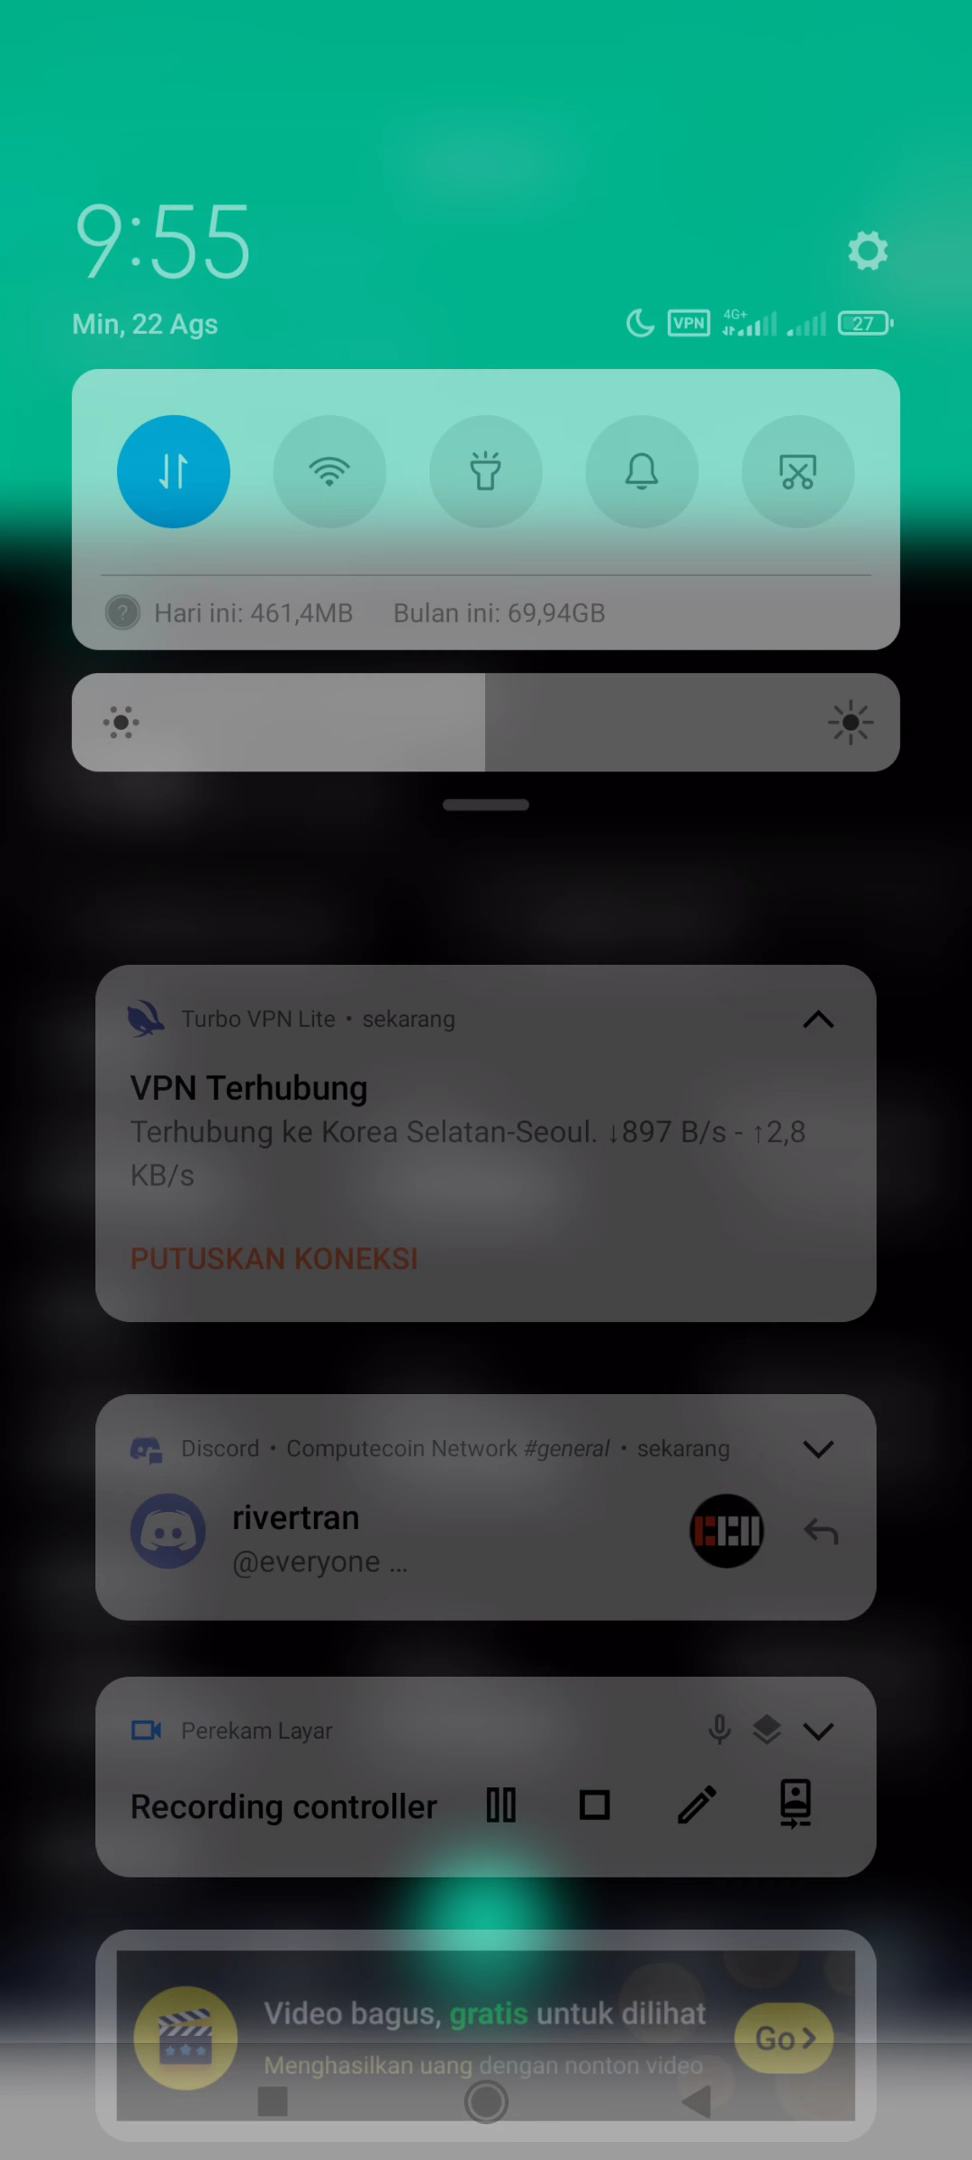 9:55
Min, 22 Ags
VPN 4G+ 27
Hari ini: 461,4MB Bulan ini: 69,94GB
Turbo VPN Lite • sekarang
VPN Terhubung
Terhubung ke Korea Selatan-Seoul. ↓897 B/s - ↑2,8
KB/s
PUTUSKAN KONEKSI
Discord • Computecoin Network #general • sekarang
rivertran
@everyone ...
Perekam Layar
Recording controller
Video bagus, gratis untuk dilihat
Menghasilkan uang dengan nonton video
Go